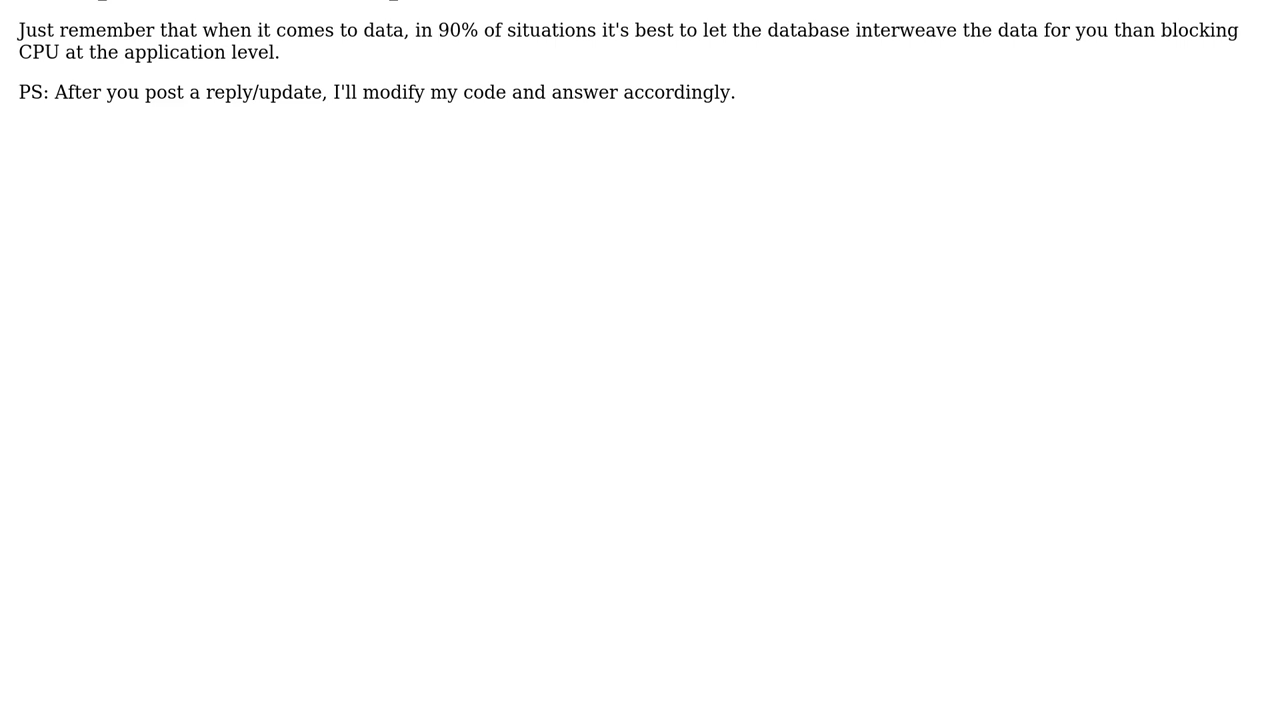 Just remember that when it comes to data, in 90% of situations it's best to let the database interweave the data for you than blocking
CPU at the application level.
PS: After you post a reply/update, I'll modify my code and answer accordingly.